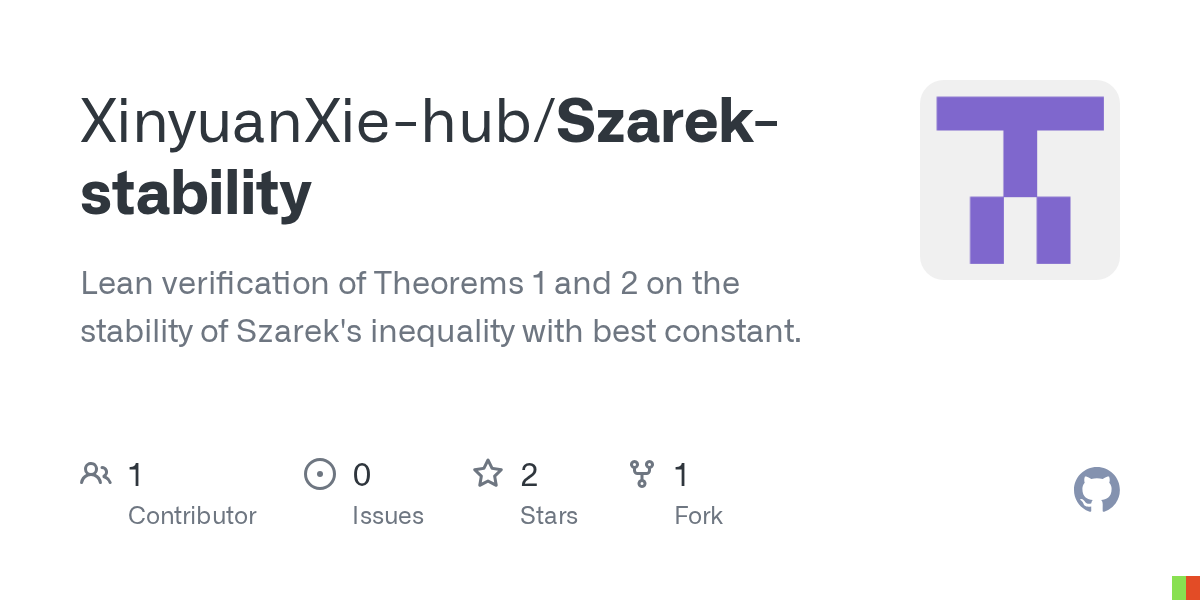 XinyuanXie-hub/Szarek-
stability
Lean verification of Theorems 1 and 2 on the
stability of Szarek's inequality with best constant.
1 0 2 1
Contributor Issues Stars Fork